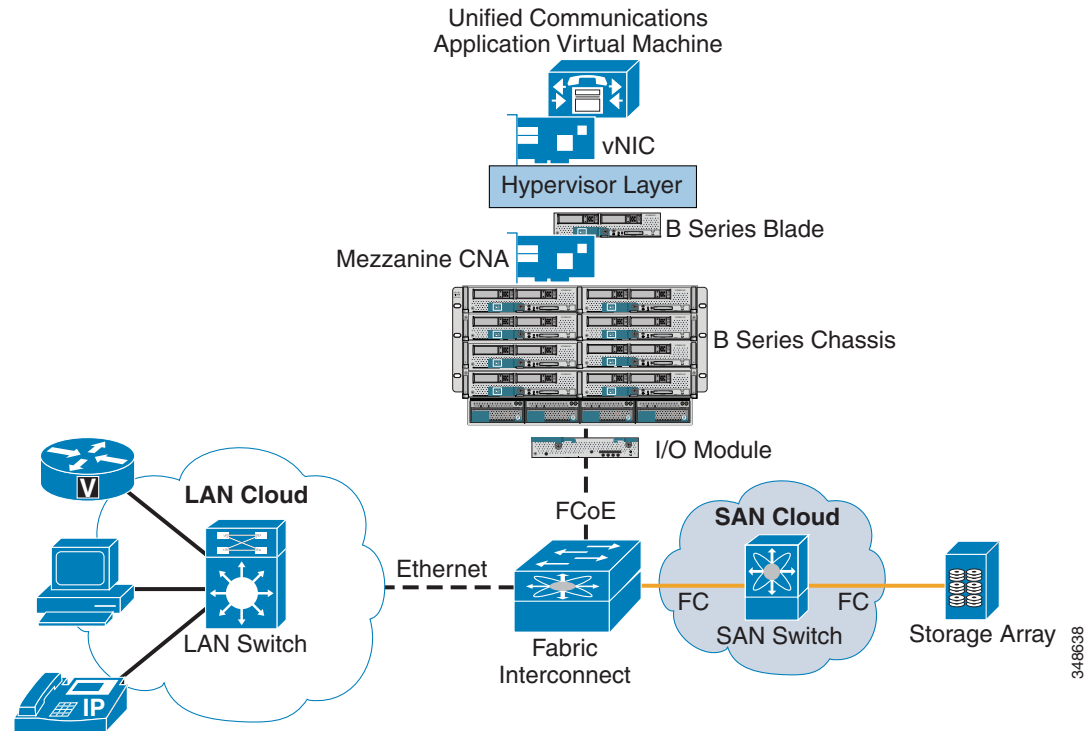 Unified Communications
Application Virtual Machine
vNIC
Hypervisor Layer
B Series Blade
Mezzanine CNA
B Series Chassis
I/O Module
V
LAN Cloud
FCoE
SAN Cloud
Ethernet
FC
FC
LAN Switch
SAN Switch
Storage Array
Fabric
Interconnect
IP
348638